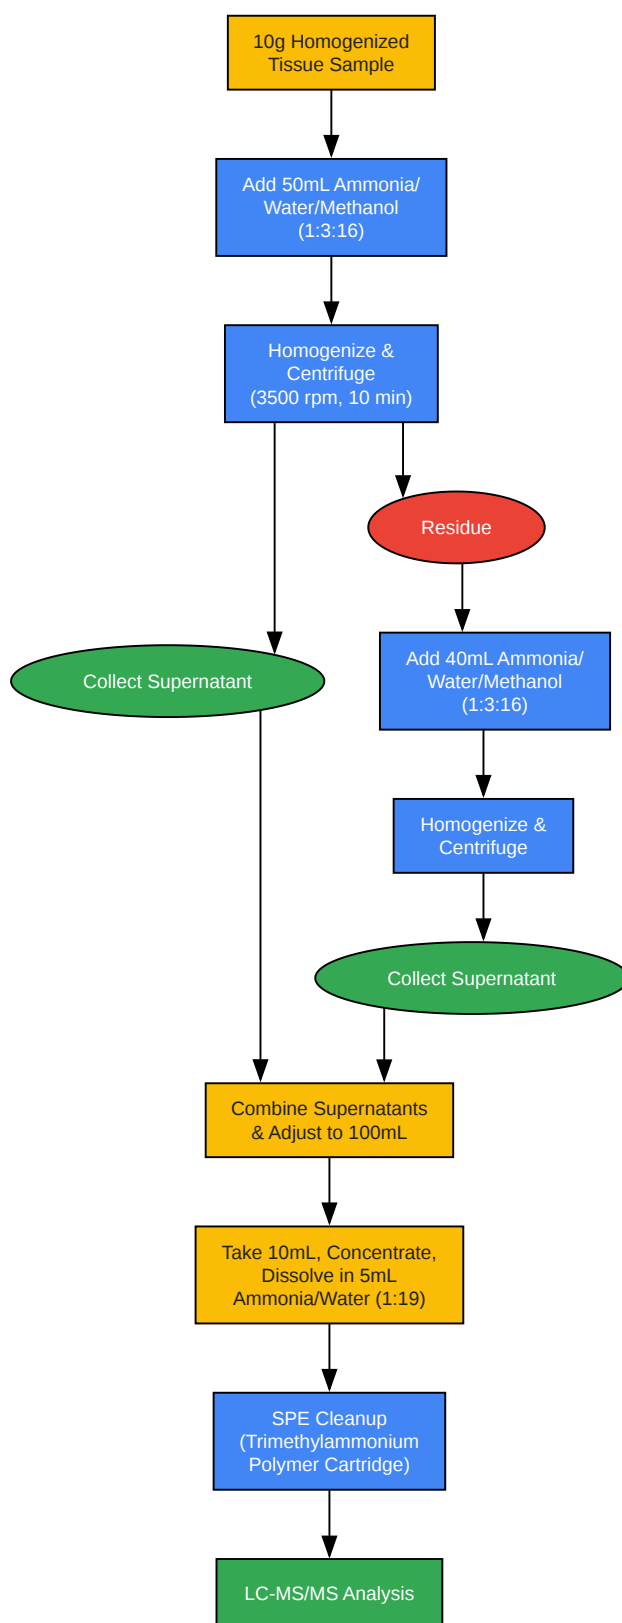 10g Homogenized
Tissue Sample
Add 50mL Ammonia/
Water/Methanol
(1:3:16)
Homogenize &
Centrifuge
(3500 rpm, 10 min)
Residue
Collect Supernatant
Add 40mL Ammonia/
Water/Methanol
(1:3:16)
Homogenize &
Centrifuge
Collect Supernatant
Combine Supernatants
& Adjust to 100mL
Take 10mL, Concentrate,
Dissolve in 5mL
Ammonia/Water (1:19)
SPE Cleanup
(Trimethylammonium
Polymer Cartridge)
LC-MS/MS Analysis